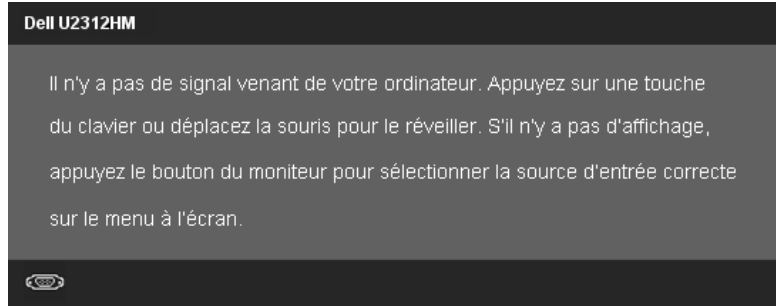 Dell U2312HM
Il n'y a pas de signal venant de votre ordinateur. Appuyez sur une touche
du clavier ou déplacez la souris pour le réveiller. S'il n'y a pas d'affichage,
appuyez le bouton du moniteur pour sélectionner la source d'entrée correcte
sur le menu à l'écran.